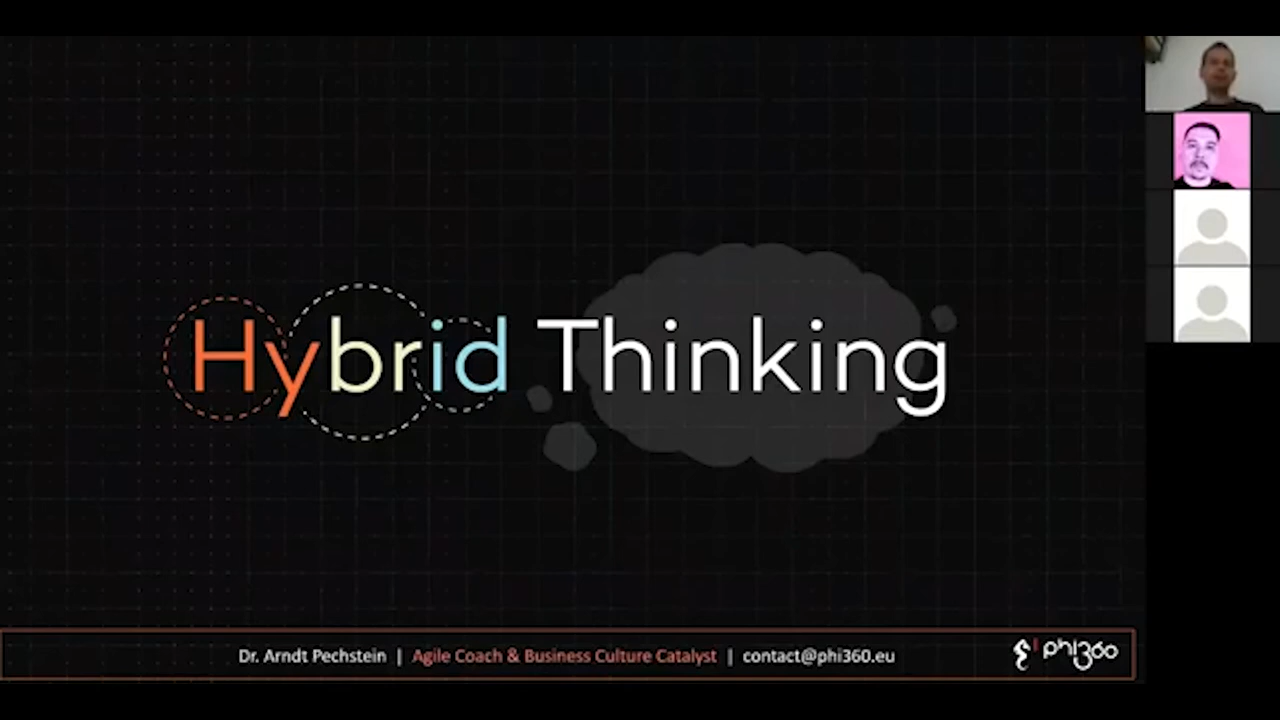 Hybrid Thinking
Dr. Arndt Pechstein | Agile Coach & Business Culture Catalyst | contact@phi360.eu
phi360